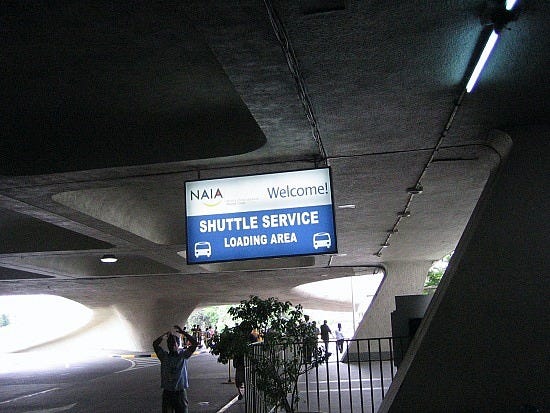 NAIA Welcome!
SHUTTLE SERVICE
LOADING AREA